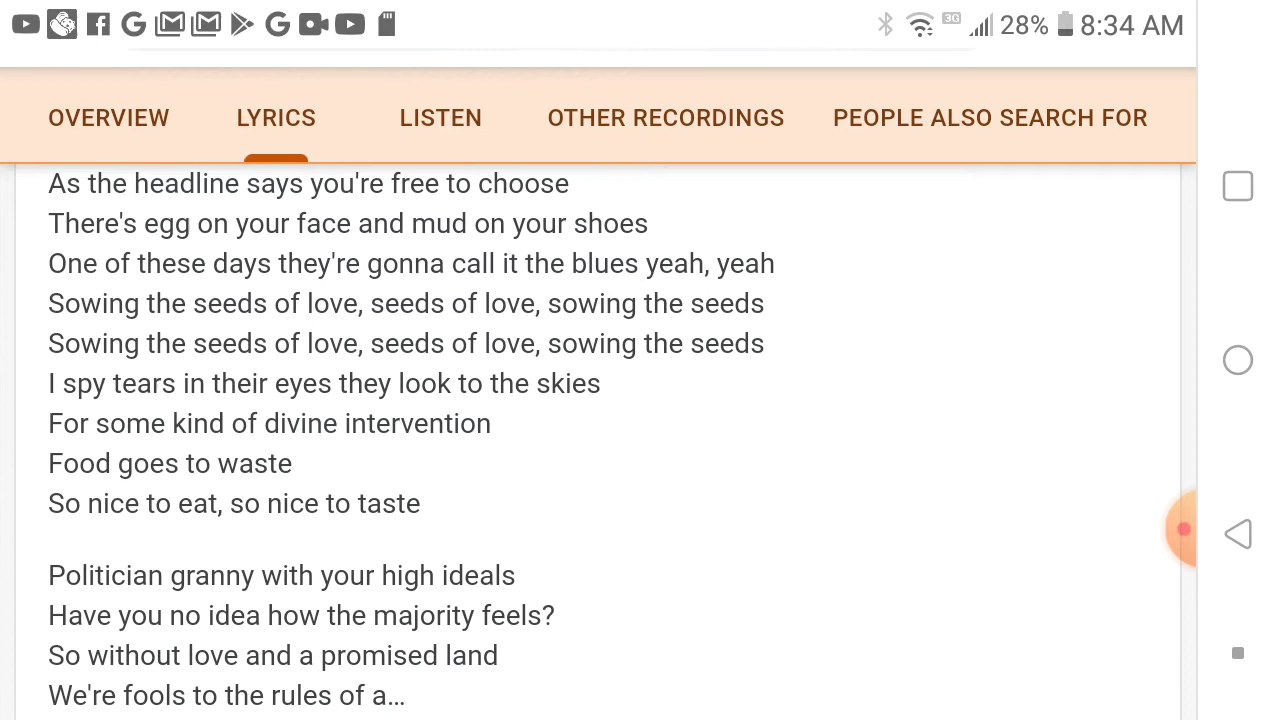 3G 28% 8:34 AM
OVERVIEW LYRICS LISTEN OTHER RECORDINGS PEOPLE ALSO SEARCH FOR
As the headline says you're free to choose
There's egg on your face and mud on your shoes
One of these days they're gonna call it the blues yeah, yeah
Sowing the seeds of love, seeds of love, sowing the seeds
Sowing the seeds of love, seeds of love, sowing the seeds
I spy tears in their eyes they look to the skies
For some kind of divine intervention
Food goes to waste
So nice to eat, so nice to taste
Politician granny with your high ideals
Have you no idea how the majority feels?
So without love and a promised land
We're fools to the rules of a...